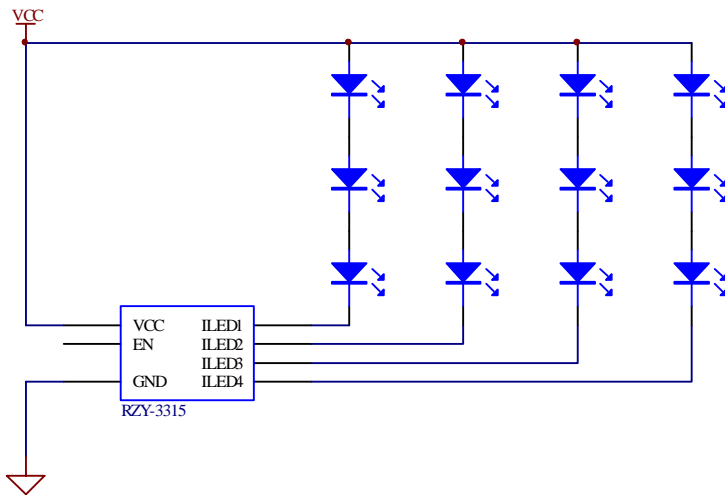 VCC
VCC ILED1
EN ILED2
ILED3
GND ILED4
RZY-3315